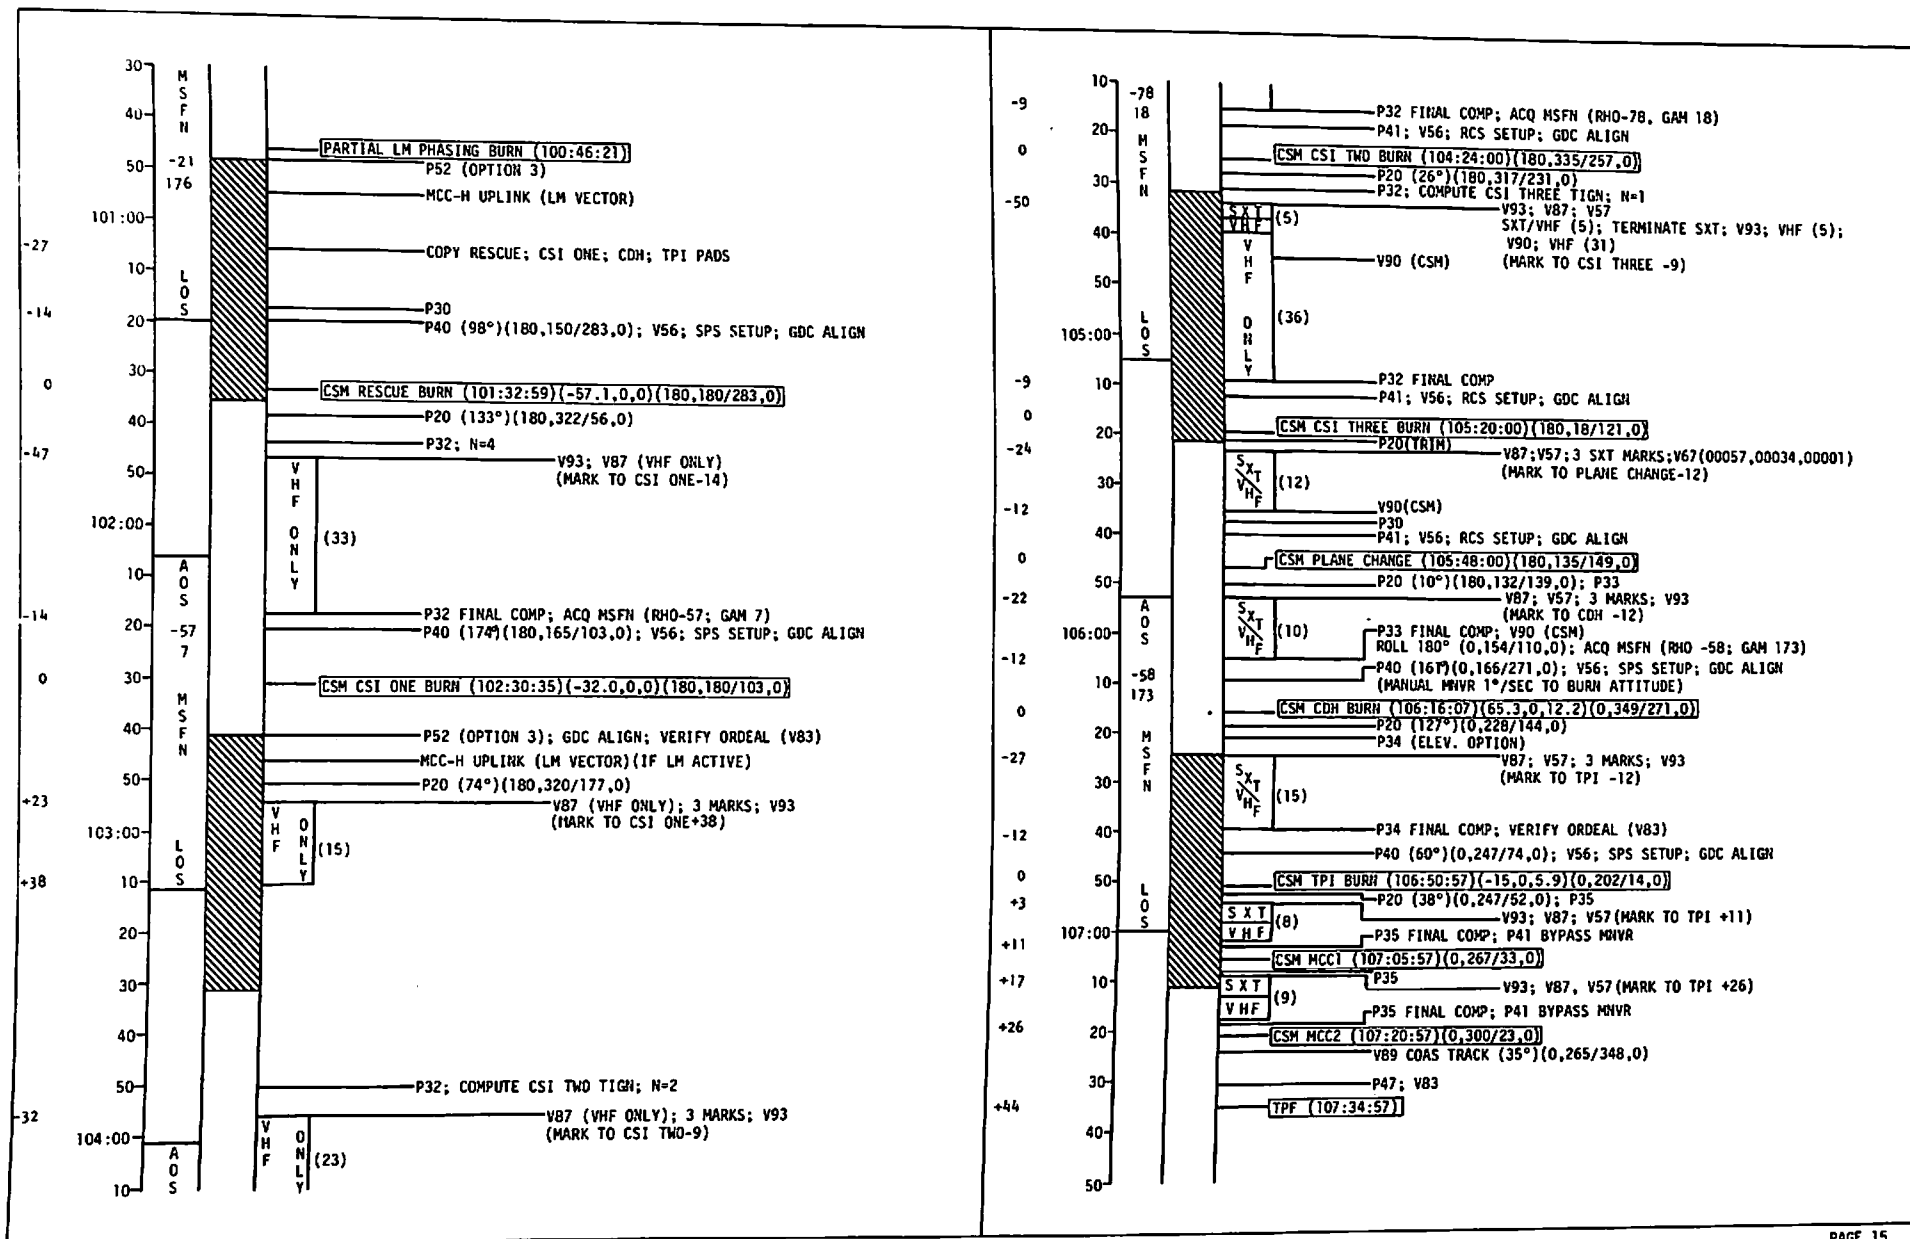 30
M
S
F
N
40
-9
PARTIAL LM PHASING BURN (100:46:21)
0
50
-21
176
P52 (OPTION 3)
MCC-H UPLINK (LM VECTOR)
-50
101:00
-27
COPY RESCUE; CSI ONE; CDH; TPI PADS
10
L
O
S
-14
P30
20
P40 (98°)(180,150/283,0); V56; SPS SETUP; GDC ALIGN
30
0
CSM RESCUE BURN (101:32:59)(-57.1,0,0)(180,180/283,0)
-9
40
P20 (133°)(180,322/56,0)
0
P32; N=4
-47
-24
50
V93; V87 (VHF ONLY)
(MARK TO CSI ONE-14)
VHF ONLY
(33)
-12
102:00
0
10
A
O
S
-14
P32 FINAL COMP; ACQ MSFN (RHO-57; GAM 7)
-22
20
-57
7
P40 (174°)(180,165/103,0); V56; SPS SETUP; GDC ALIGN
-12
0
30
CSM CSI ONE BURN (102:30:35)(-32.0,0,0)(180,180/103,0)
0
M
S
F
N
40
P52 (OPTION 3); GDC ALIGN; VERIFY ORDEAL (V83)
MCC-H UPLINK (LM VECTOR)(IF LM ACTIVE)
-27
50
P20 (74°)(180,320/177,0)
+23
V87 (VHF ONLY); 3 MARKS; V93
(MARK TO CSI ONE+38)
VHF ONLY
(15)
-12
103:00
L
O
S
+38
10
0
+3
20
+11
30
+17
40
+26
50
P32; COMPUTE CSI TWO TIGN; N=2
-32
V87 (VHF ONLY); 3 MARKS; V93
(MARK TO CSI TWO-9)
VHF ONLY
(23)
+44
104:00
A
O
S
10
10
-78
18
P32 FINAL COMP; ACQ MSFN (RHO-78, GAM 18)
20
P41; V56; RCS SETUP; GDC ALIGN
M
S
F
N
CSM CSI TWO BURN (104:24:00)(180,335/257,0)
30
P20 (26°)(180,317/231,0)
P32; COMPUTE CSI THREE TIGN; N=1
SXT
VHF
(5)
V93; V87; V57
SXT/VHF (5); TERMINATE SXT; V93; VHF (5);
V90; VHF (31)
(MARK TO CSI THREE -9)
40
V90 (CSM)
VHF ONLY
(36)
50
105:00
L
O
S
10
P32 FINAL COMP
P41; V56; RCS SETUP; GDC ALIGN
20
CSM CSI THREE BURN (105:20:00)(180,18/121,0)
P20(TRIM)
V87;V57;3 SXT MARKS;V67(00057,00034,00001)
(MARK TO PLANE CHANGE-12)
SXT
VHF
(12)
30
V90(CSM)
P30
40
P41; V56; RCS SETUP; GDC ALIGN
CSM PLANE CHANGE (105:48:00)(180,135/149,0)
50
P20 (10°)(180,132/139,0); P33
V87; V57; 3 MARKS; V93
(MARK TO CDH -12)
A
O
S
SXT
VHF
(10)
106:00
P33 FINAL COMP; V90 (CSM)
ROLL 180° (0,154/110,0); ACQ MSFN (RHO -58; GAM 173)
-58
173
10
P40 (161°)(0,166/271,0); V56; SPS SETUP; GDC ALIGN
(MANUAL MNVR 1°/SEC TO BURN ATTITUDE)
CSM CDH BURN (106:16:07)(65.3,0,12.2)(0,349/271,0)
20
P20 (127°)(0,228/144,0)
P34 (ELEV. OPTION)
M
S
F
N
V87; V57; 3 MARKS; V93
(MARK TO TPI -12)
SXT
VHF
(15)
30
40
P34 FINAL COMP; VERIFY ORDEAL (V83)
P40 (60°)(0,247/74,0); V56; SPS SETUP; GDC ALIGN
50
CSM TPI BURN (106:50:57)(-15,0,5.9)(0,202/14,0)
P20 (38°)(0,247/52,0); P35
L
O
S
SXT
VHF
(8)
V93; V87; V57(MARK TO TPI +11)
107:00
P35 FINAL COMP; P41 BYPASS MNVR
CSM MCC1 (107:05:57)(0,267/33,0)
P35
10
SXT
VHF
(9)
V93; V87, V57(MARK TO TPI +26)
P35 FINAL COMP; P41 BYPASS MNVR
20
CSM MCC2 (107:20:57)(0,300/23,0)
V89 COAS TRACK (35°)(0,265/348,0)
30
P47; V83
TPF (107:34:57)
40
50
PAGE 15